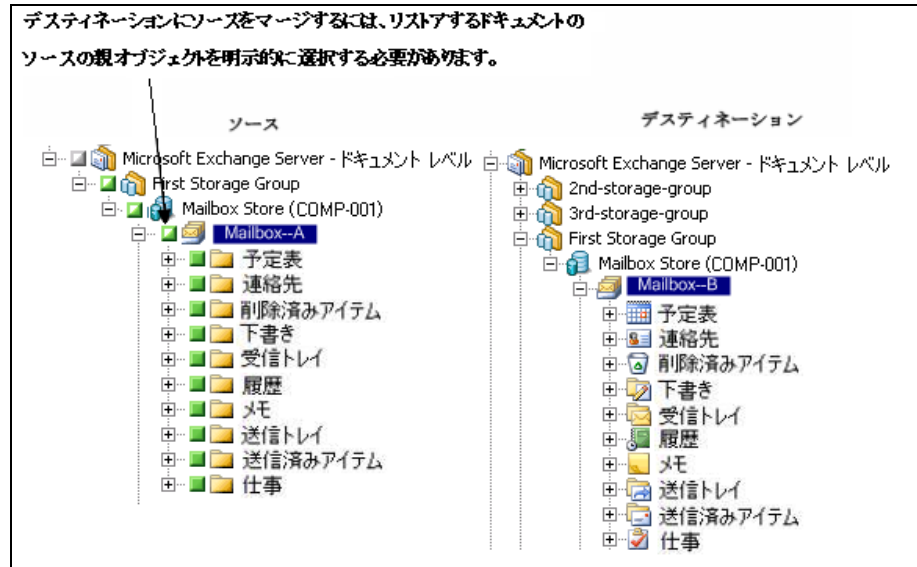 デスティネーションにソースをマージするには、リストアするドキュメントの
ソースの親オブジェクトを明示的に選択する必要があります。
ソース
Microsoft Exchange Server - ドキュメント レベル
First Storage Group
Mailbox Store (COMP-001)
Mailbox--A
予定表
連絡先
削除済みアイテム
下書き
受信トレイ
履歴
メモ
送信トレイ
送信済みアイテム
仕事
デスティネーション
Microsoft Exchange Server - ドキュメント レベル
2nd-storage-group
3rd-storage-group
First Storage Group
Mailbox Store (COMP-001)
Mailbox--B
予定表
連絡先
削除済みアイテム
下書き
受信トレイ
履歴
メモ
送信トレイ
送信済みアイテム
仕事